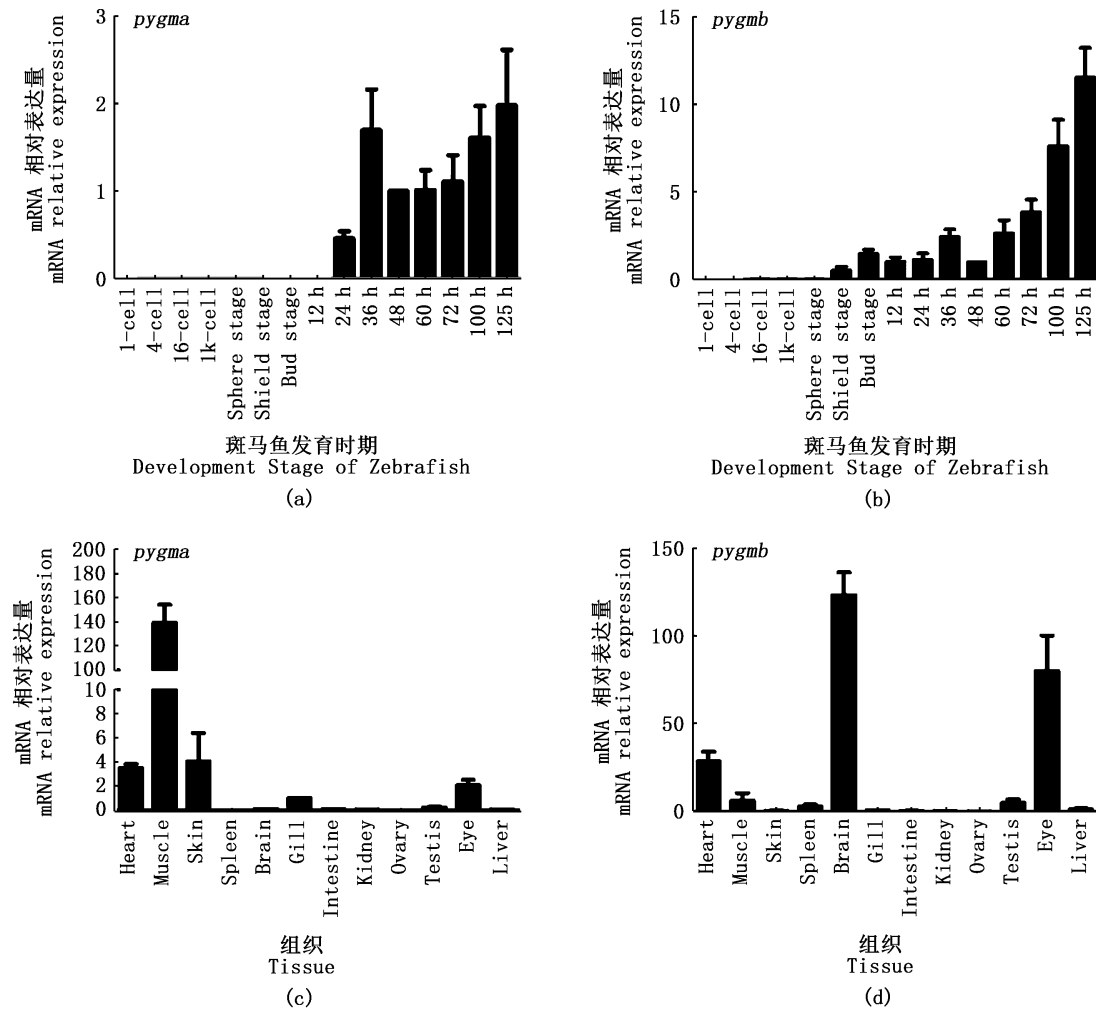 pygma
mRNA 相对表达量
mRNA relative expression
3
2
1
0
1-cell
4-cell
16-cell
1k-cell
Sphere stage
Shield stage
Bud stage
12 h
24 h
36 h
48 h
60 h
72 h
100 h
125 h
斑马鱼发育时期
Development Stage of Zebrafish
(a)
pygmb
mRNA 相对表达量
mRNA relative expression
15
10
5
0
1-cell
4-cell
16-cell
1k-cell
Sphere stage
Shield stage
Bud stage
12 h
24 h
36 h
48 h
60 h
72 h
100 h
125 h
斑马鱼发育时期
Development Stage of Zebrafish
(b)
pygma
mRNA 相对表达量
mRNA relative expression
200
180
160
140
120
100
10
8
6
4
2
0
Heart
Muscle
Skin
Spleen
Brain
Gill
Intestine
Kidney
Ovary
Testis
Eye
Liver
组织
Tissue
(c)
pygmb
mRNA 相对表达量
mRNA relative expression
150
100
50
0
Heart
Muscle
Skin
Spleen
Brain
Gill
Intestine
Kidney
Ovary
Testis
Eye
Liver
组织
Tissue
(d)